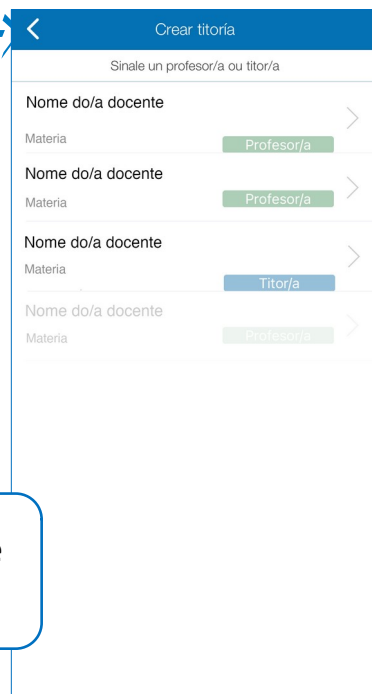 Crear titoría
Sinale un profesor/a ou titor/a
Nome do/a docente
Materia
Profesor/a
Nome do/a docente
Materia
Profesor/a
Nome do/a docente
Materia
Titor/a
Nome do/a docente
Materia
Profesor/a